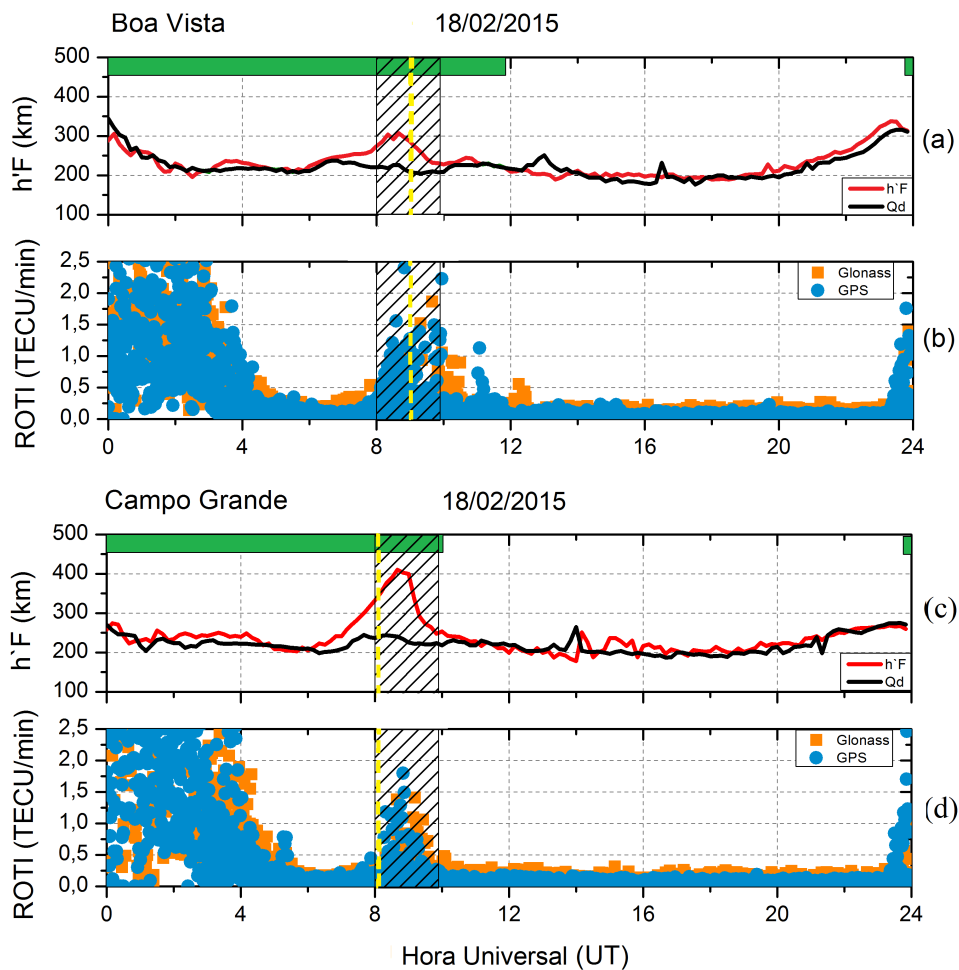 Boa Vista 18/02/2015
500
400
300
200
100
h'F (km)
h`F
Qd
(a)
2,5
2,0
1,5
1,0
0,5
0,0
ROTI (TECU/min)
Glonass
GPS
(b)
0 4 8 12 16 20 24
Campo Grande 18/02/2015
500
400
300
200
100
h`F (km)
h`F
Qd
(c)
2,5
2,0
1,5
1,0
0,5
0,0
ROTI (TECU/min)
Glonass
GPS
(d)
0 4 8 12 16 20 24
Hora Universal (UT)